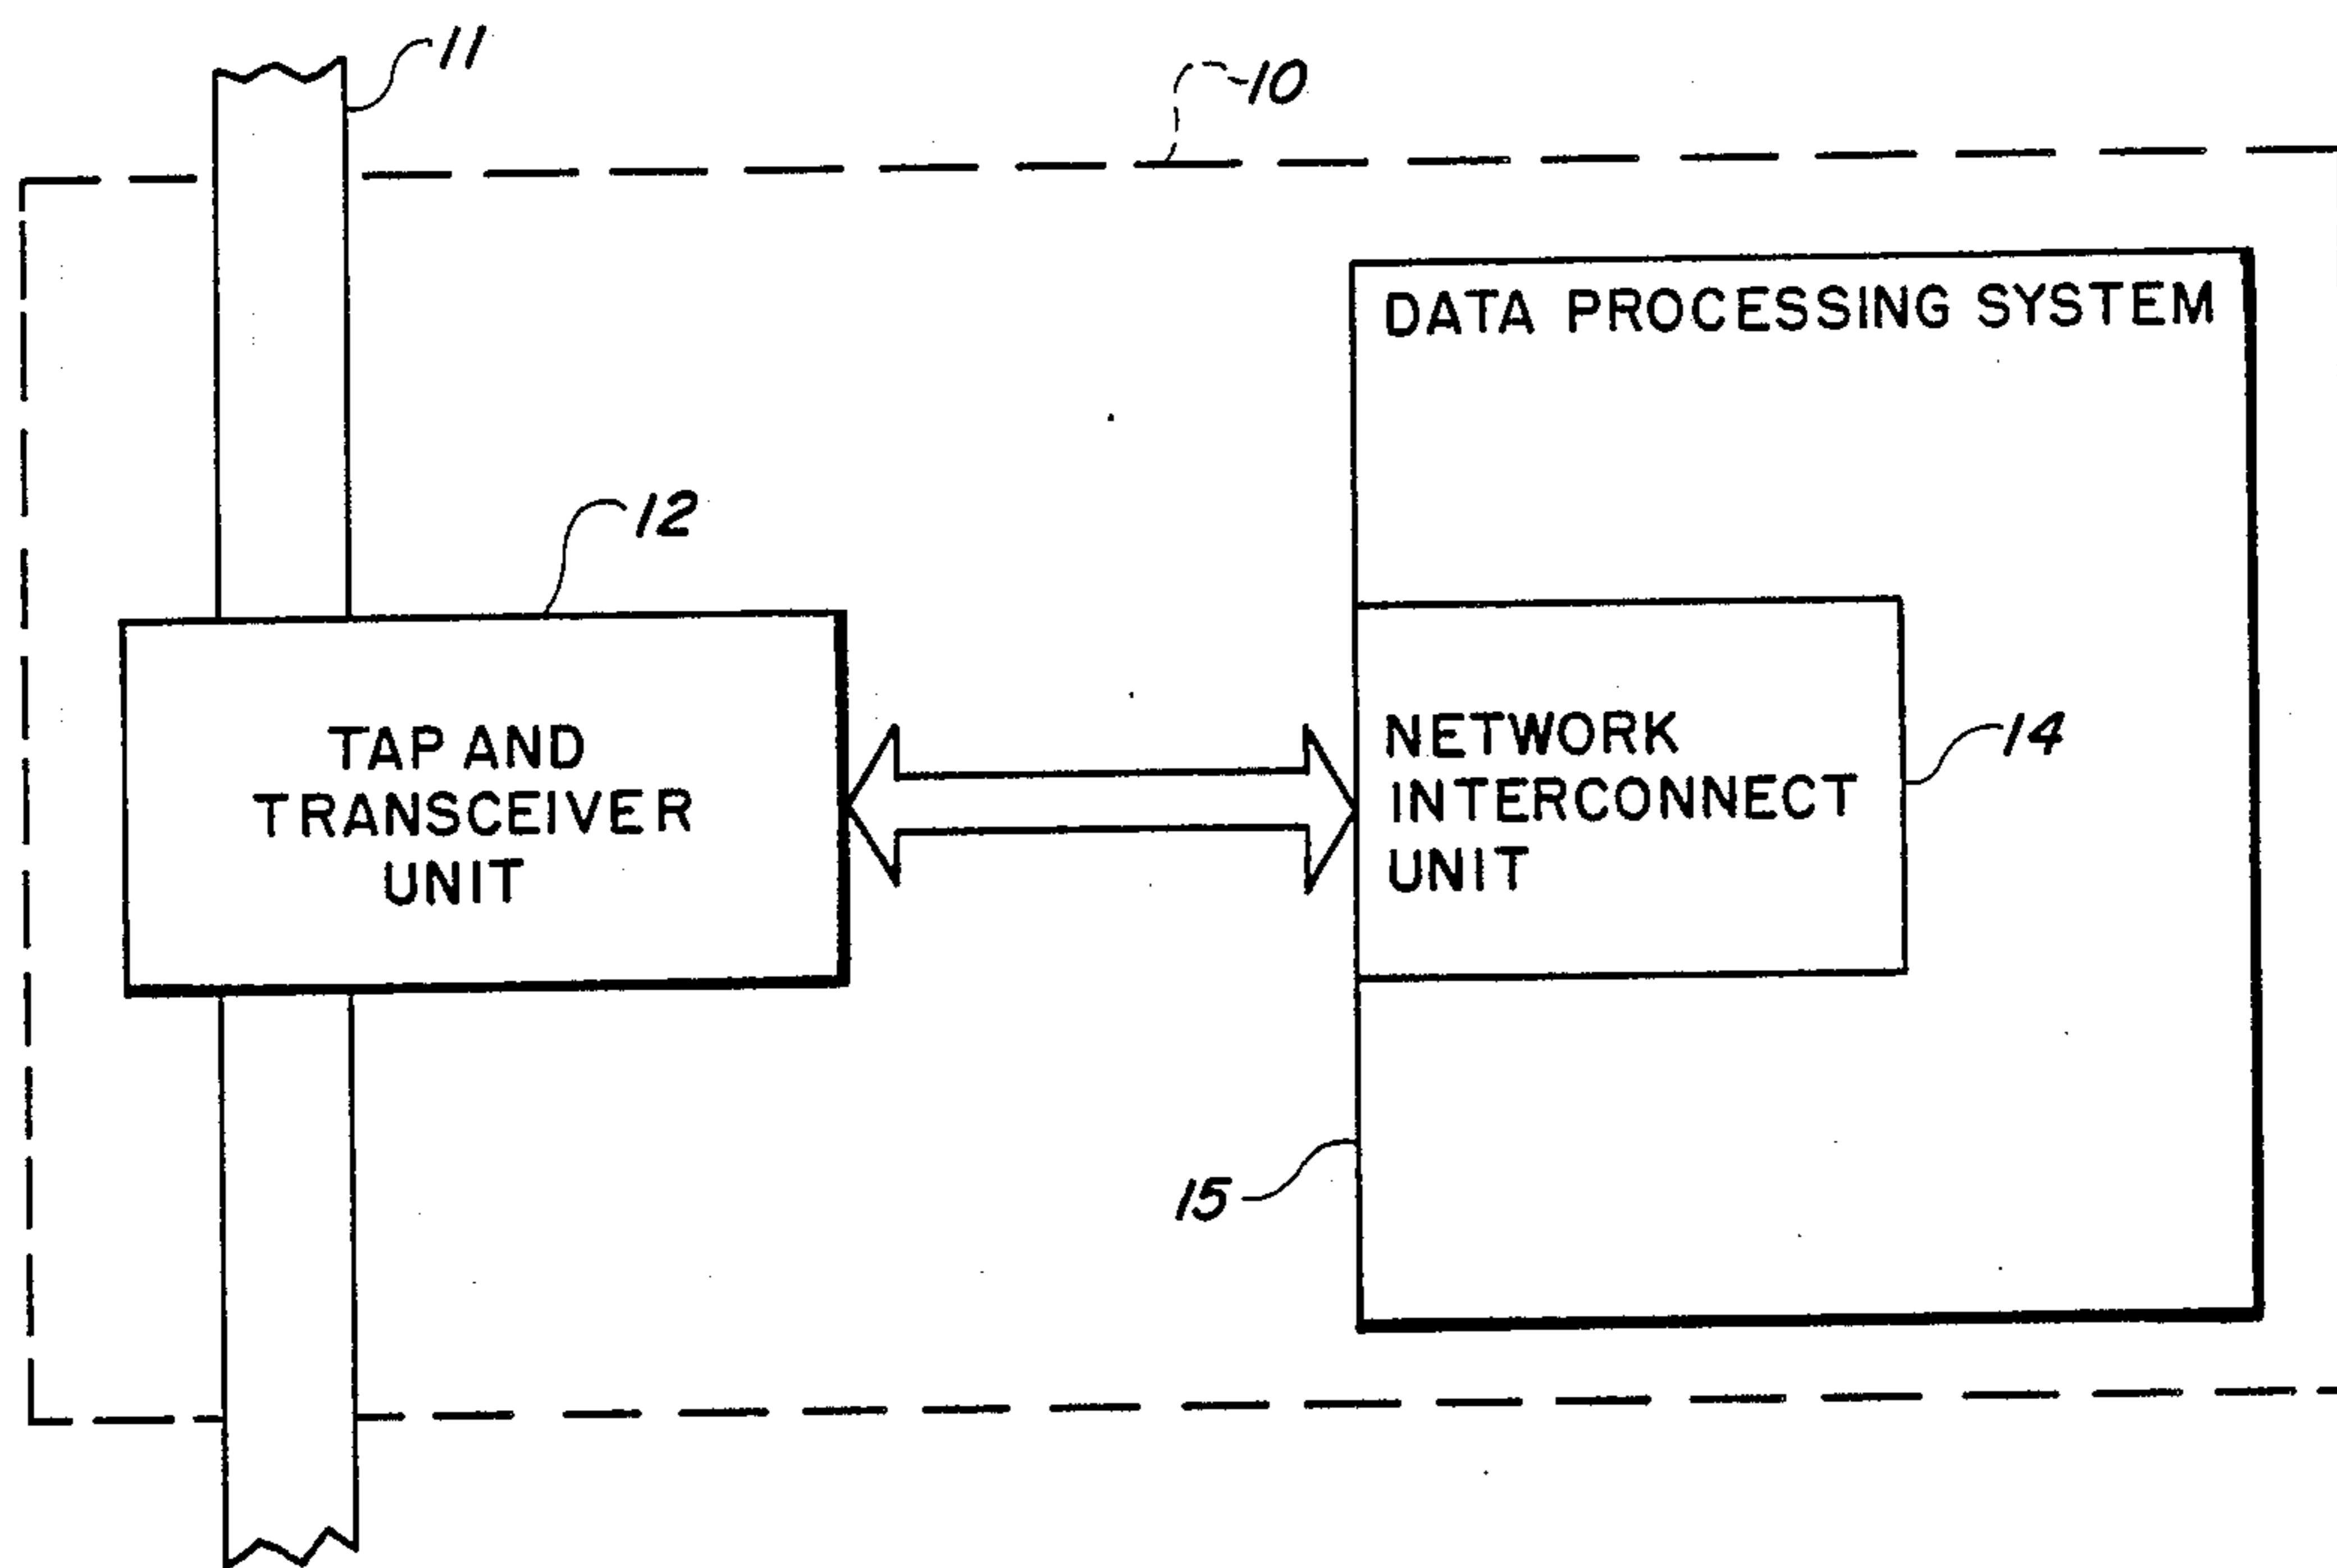 11
10
DATA PROCESSING SYSTEM
12
TAP AND
TRANSCEIVER
UNIT
NETWORK
INTERCONNECT
UNIT
14
15